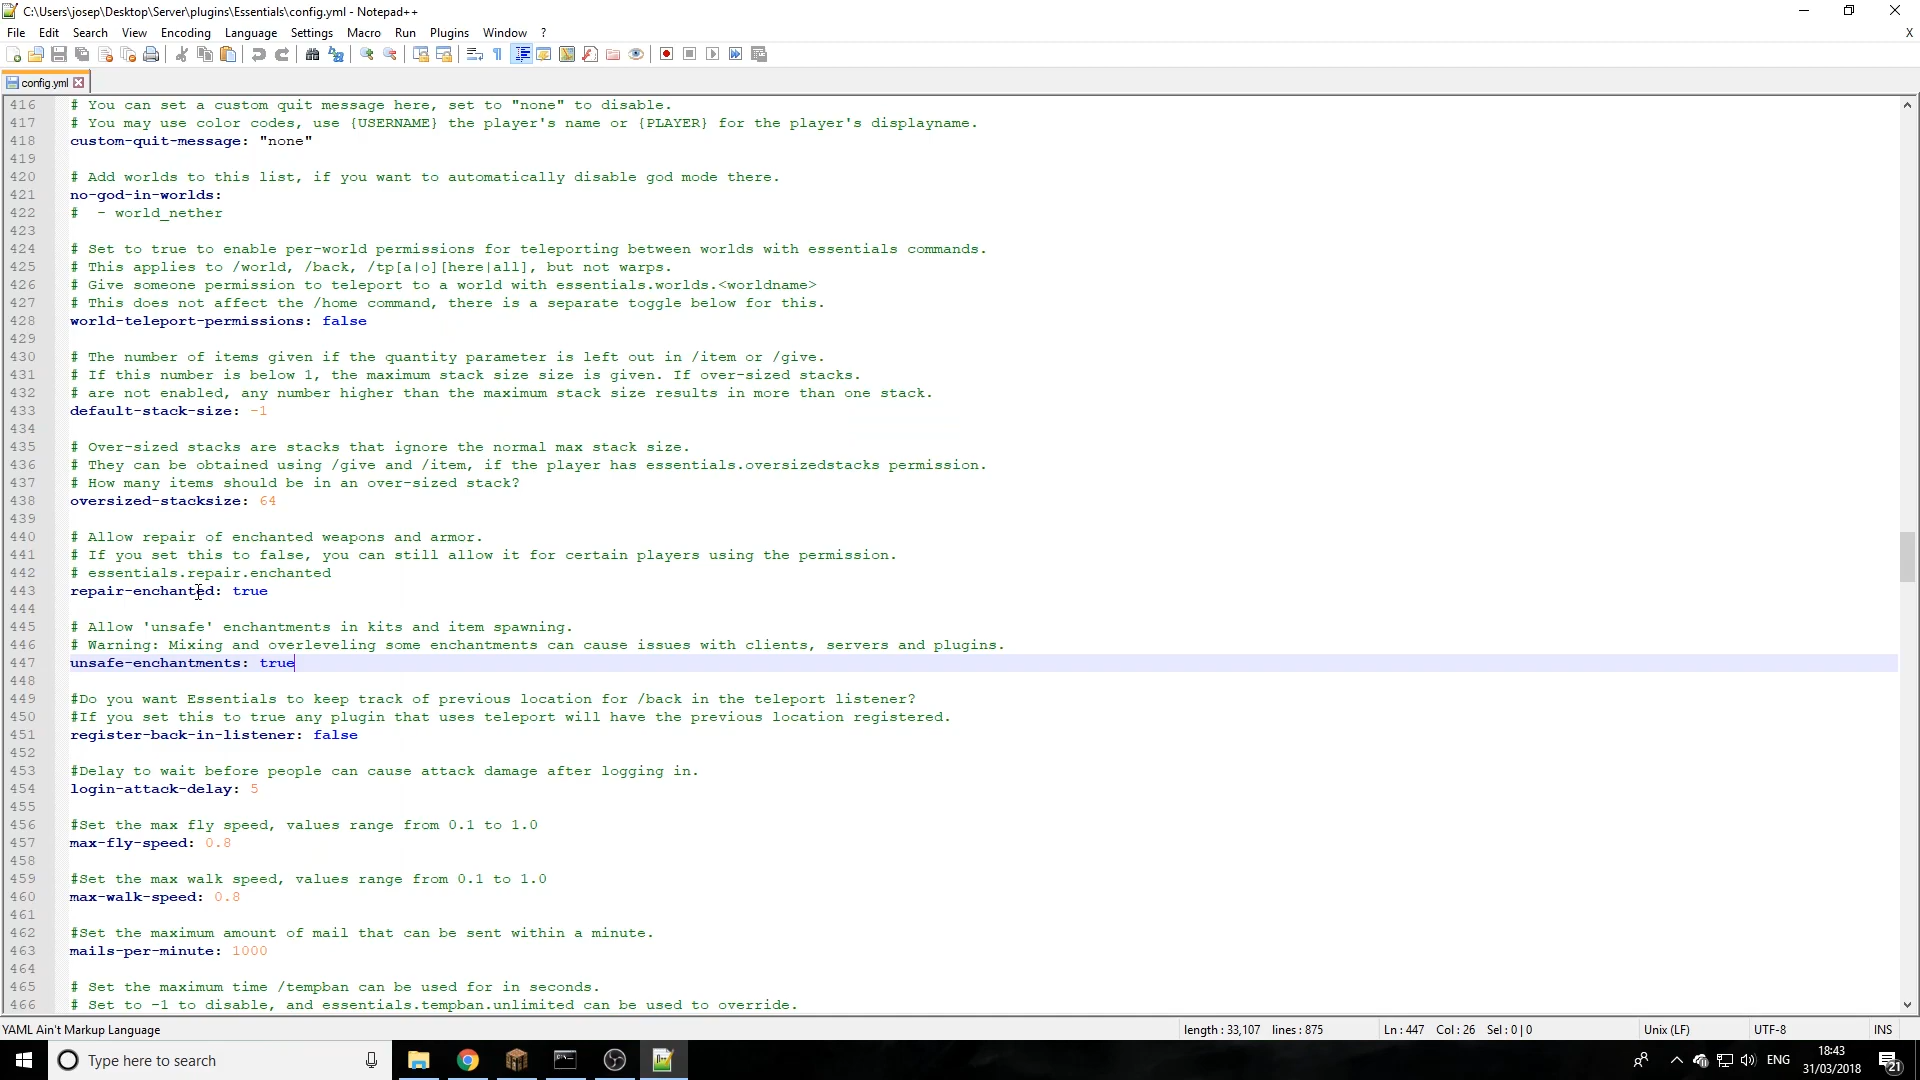 C:\Users\josep\Desktop\Server\plugins\Essentials\config.yml - Notepad++
File Edit Search View Encoding Language Settings Macro Run Plugins Window ? X
config.yml
416 # You can set a custom quit message here, set to "none" to disable.
417 # You may use color codes, use {USERNAME} the player's name or {PLAYER} for the player's displayname.
418 custom-quit-message: "none"
419
420 # Add worlds to this list, if you want to automatically disable god mode there.
421 no-god-in-worlds:
422 #  - world_nether
423
424 # Set to true to enable per-world permissions for teleporting between worlds with essentials commands.
425 # This applies to /world, /back, /tp[a|o][here|all], but not warps.
426 # Give someone permission to teleport to a world with essentials.worlds.<worldname>
427 # This does not affect the /home command, there is a separate toggle below for this.
428 world-teleport-permissions: false
429
430 # The number of items given if the quantity parameter is left out in /item or /give.
431 # If this number is below 1, the maximum stack size size is given. If over-sized stacks.
432 # are not enabled, any number higher than the maximum stack size results in more than one stack.
433 default-stack-size: -1
434
435 # Over-sized stacks are stacks that ignore the normal max stack size.
436 # They can be obtained using /give and /item, if the player has essentials.oversizedstacks permission.
437 # How many items should be in an over-sized stack?
438 oversized-stacksize: 64
439
440 # Allow repair of enchanted weapons and armor.
441 # If you set this to false, you can still allow it for certain players using the permission.
442 # essentials.repair.enchanted
443 repair-enchanted: true
444
445 # Allow 'unsafe' enchantments in kits and item spawning.
446 # Warning: Mixing and overleveling some enchantments can cause issues with clients, servers and plugins.
447 unsafe-enchantments: true
448
449 #Do you want Essentials to keep track of previous location for /back in the teleport listener?
450 #If you set this to true any plugin that uses teleport will have the previous location registered.
451 register-back-in-listener: false
452
453 #Delay to wait before people can cause attack damage after logging in.
454 login-attack-delay: 5
455
456 #Set the max fly speed, values range from 0.1 to 1.0
457 max-fly-speed: 0.8
458
459 #Set the max walk speed, values range from 0.1 to 1.0
460 max-walk-speed: 0.8
461
462 #Set the maximum amount of mail that can be sent within a minute.
463 mails-per-minute: 1000
464
465 # Set the maximum time /tempban can be used for in seconds.
466 # Set to -1 to disable, and essentials.tempban.unlimited can be used to override.
YAML Ain't Markup Language length : 33,107 lines : 875 Ln : 447 Col : 26 Sel : 0 | 0 Unix (LF) UTF-8 INS
Type here to search ENG 18:43 31/03/2018 21